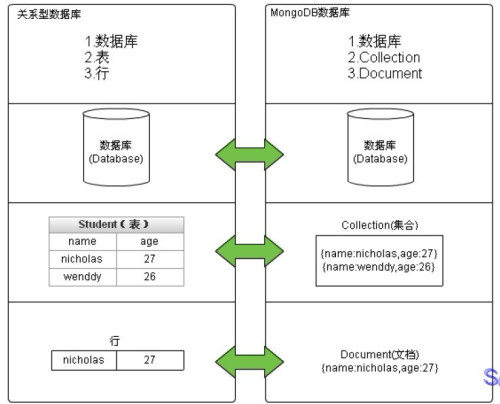 关系型数据库
1.数据库
2.表
3.行
MongoDB数据库
1.数据库
2.Collection
3.Document
数据库
(Database)
数据库
(Database)
Student(表)
name age
nicholas 27
wenddy 26
Collection(集合)
{name:nicholas,age:27}
{name:wenddy,age:26}
行
nicholas 27
Document(文档)
{name:nicholas,age:27}